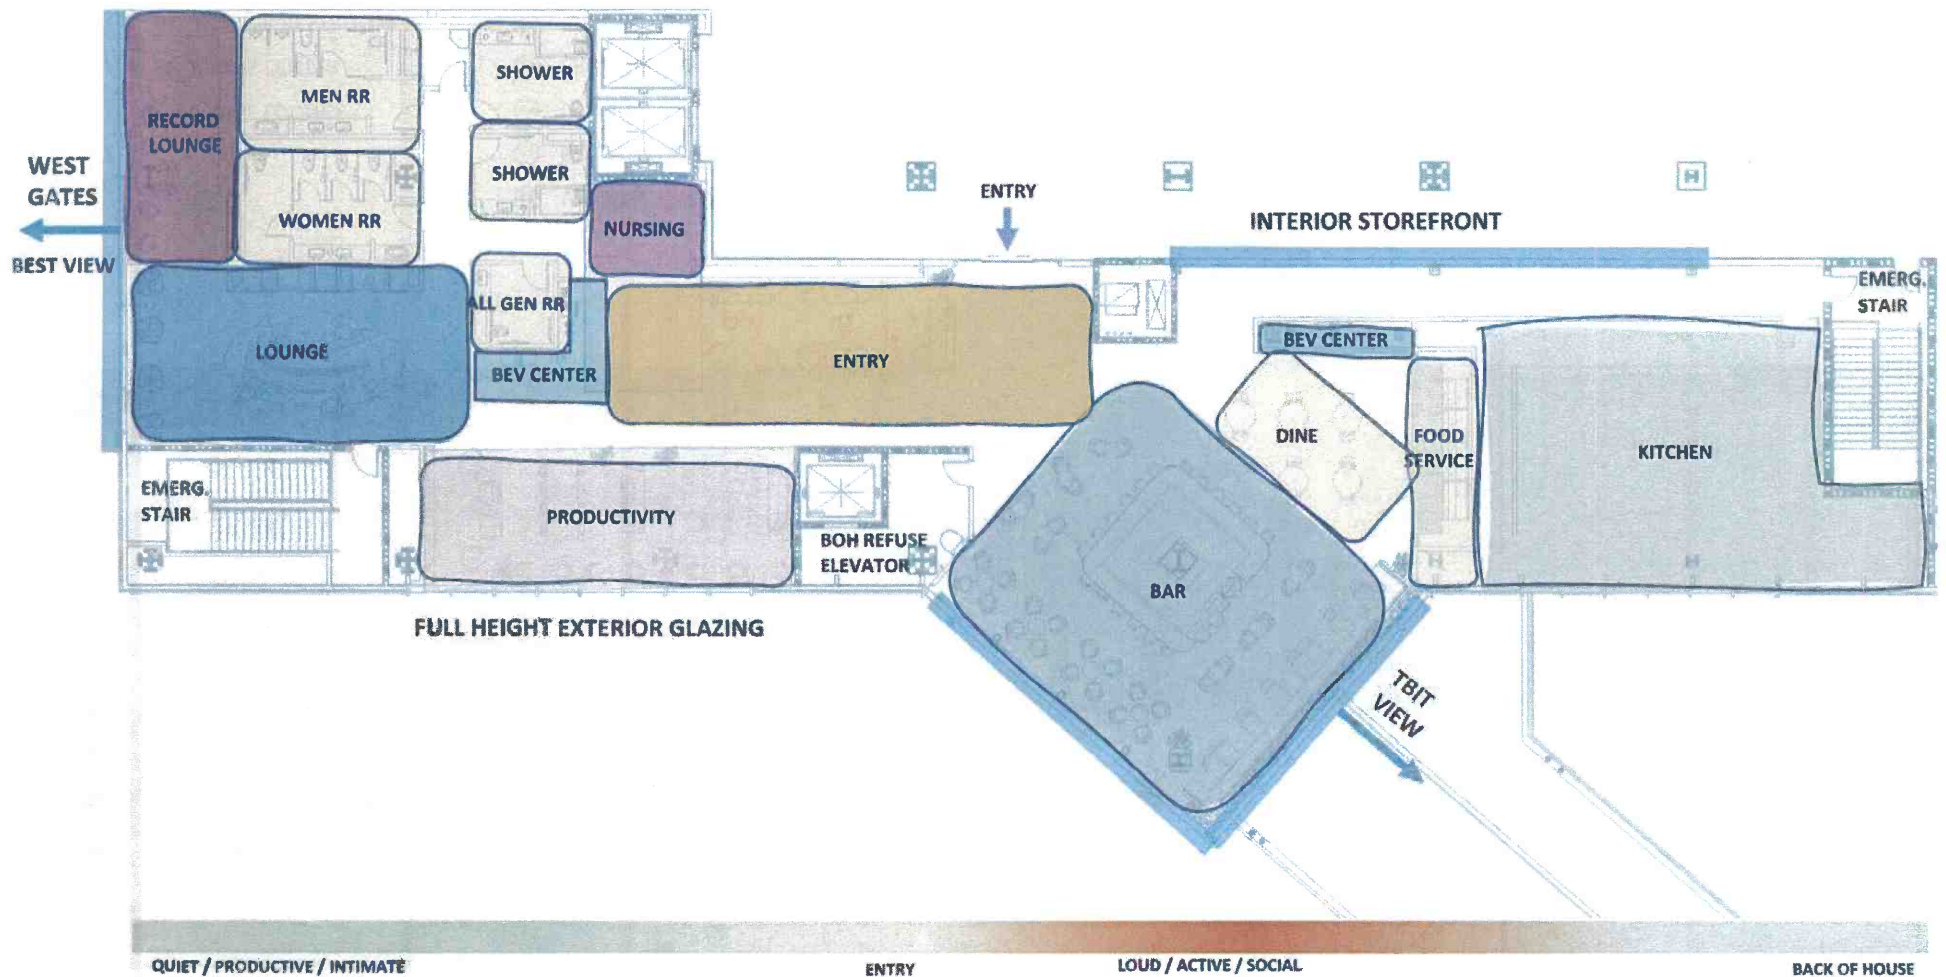 SHOWER
MEN RR
RECORD
LOUNGE
WEST
GATES
SHOWER
ENTRY
WOMEN RR
NURSING
INTERIOR STOREFRONT
BEST VIEW
EMERG.
STAIR
ALL GEN RR
LOUNGE
BEV CENTER
ENTRY
BEV CENTER
DINE
FOOD
SERVICE
KITCHEN
EMERG.
STAIR
PRODUCTIVITY
BOH REFUSE
ELEVATOR
BAR
FULL HEIGHT EXTERIOR GLAZING
TBIT
VIEW
QUIET / PRODUCTIVE / INTIMATE
ENTRY
LOUD / ACTIVE / SOCIAL
BACK OF HOUSE